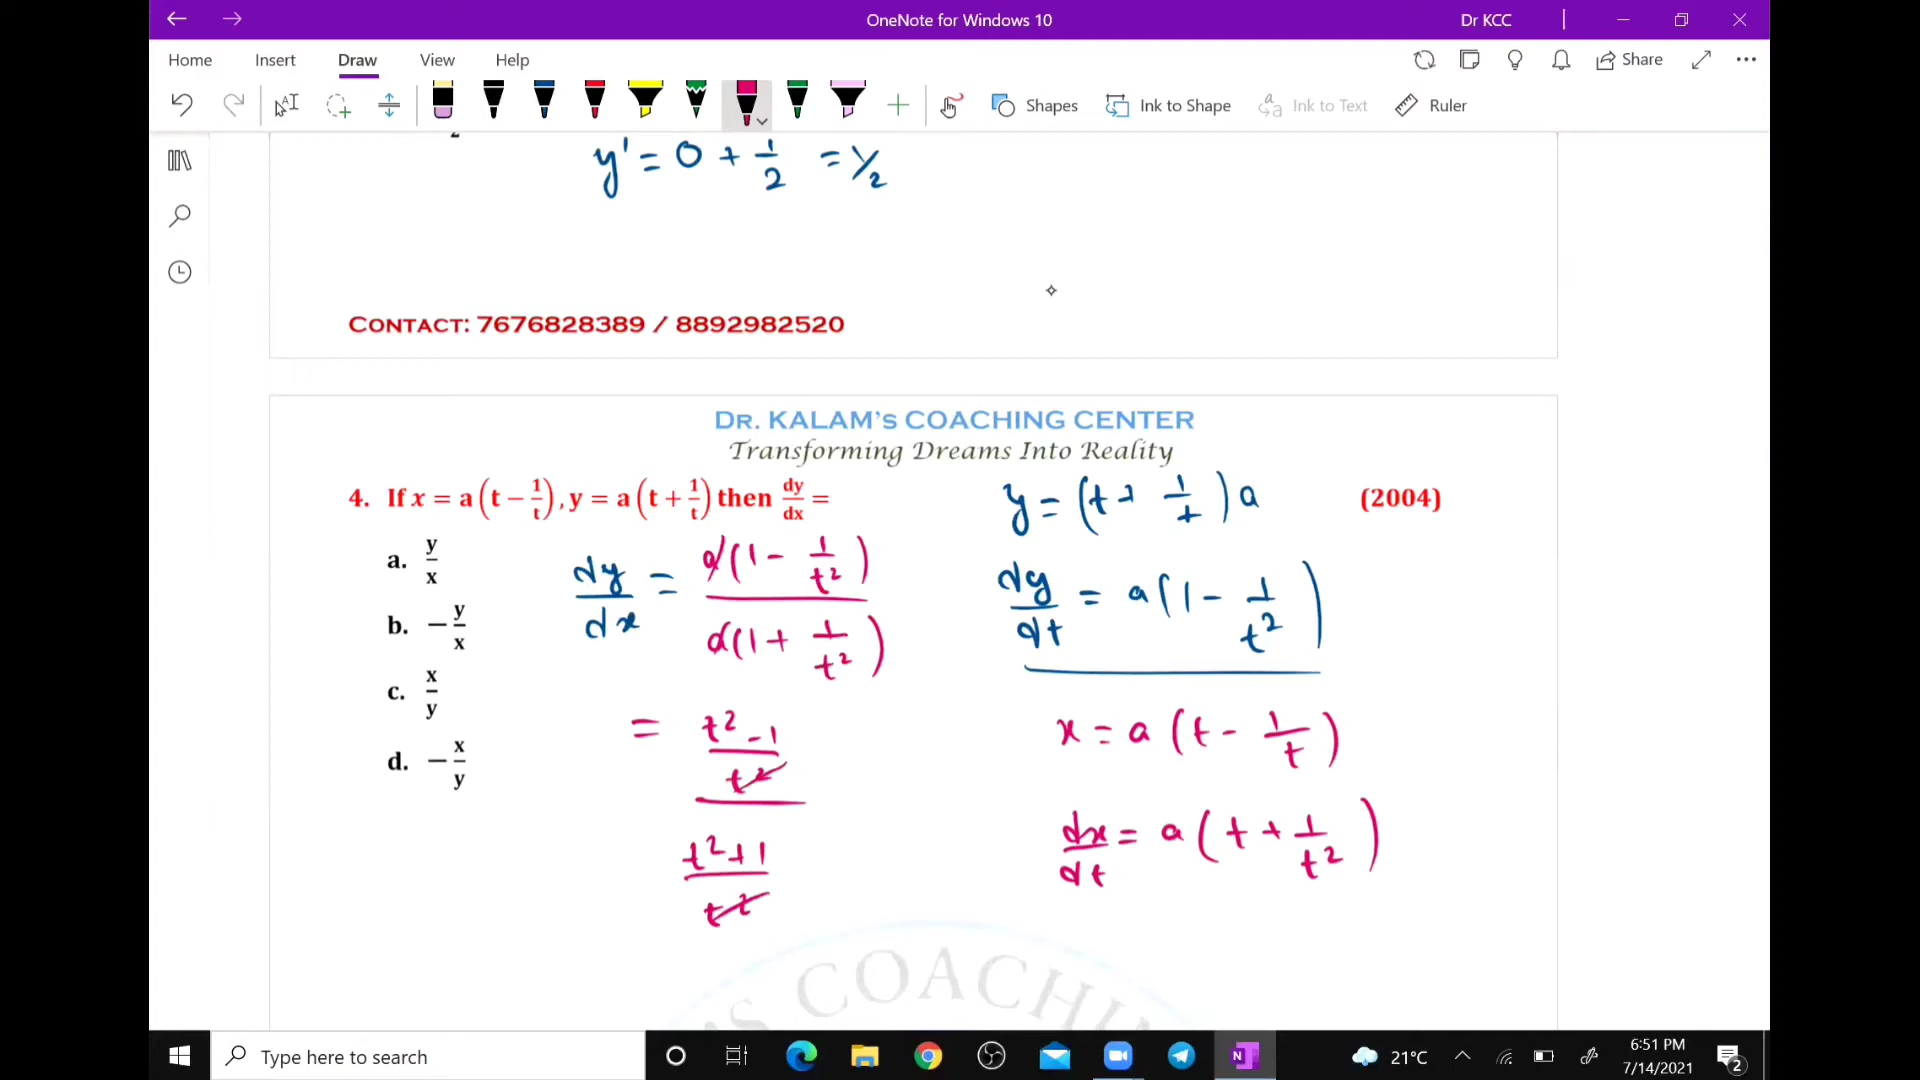 OneNote for Windows 10
Dr KCC
Home Insert Draw View Help
Share
Shapes Ink to Shape Ink to Text Ruler
y' = 0 + 1/2 = 1/2
CONTACT: 7676828389 / 8892982520
DR. KALAM's COACHING CENTER
Transforming Dreams Into Reality
4. If x = a(t − 1/t), y = a(t + 1/t) then dy/dx = (2004)
a. y/x
b. −y/x
c. x/y
d. −x/y
dy/dx = a(1 − 1/t²) / a(1 + 1/t²)
= (t² − 1)/t² / (t² + 1)/t²
y = (t + 1/t) a
dy/dt = a(1 − 1/t²)
x = a(t − 1/t)
dx/dt = a(t + 1/t²)
'S COACHIN
Type here to search
21°C
6:51 PM
7/14/2021
2